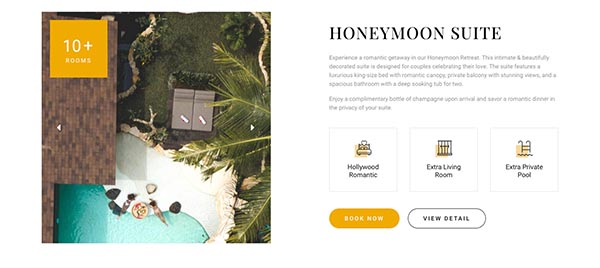 10+
ROOMS
HONEYMOON SUITE
Experience a romantic getaway in our Honeymoon Retreat. This intimate & beautifully
decorated suite is designed for couples celebrating their love. The suite features a
luxurious king size bed with romantic canopy, private balcony with stunning views, and a
spacious bathroom with a deep soaking tub for two.
Enjoy a complimentary bottle of champagne upon arrival and savor a romantic dinner in
the privacy of your suite
Hollywood
Romantic
Extra Living
Room
Extra Private
Pool
BOOK NOW
VIEW DETAIL